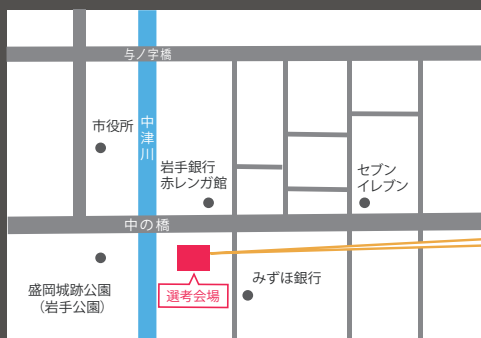 与ノ字橋
市役所
中津川
岩手銀行
赤レンガ館
セブン
イレブン
中の橋
盛岡城跡公園
(岩手公園)
選考会場
みずほ銀行